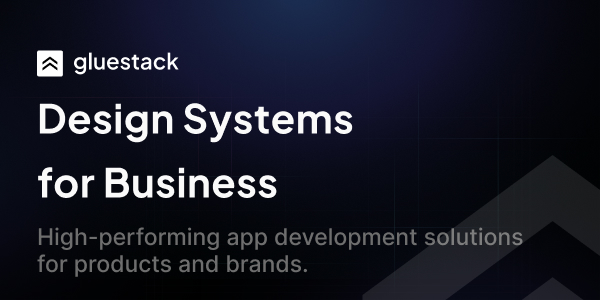 gluestack
Design Systems
for Business
High-performing app development solutions
for products and brands.